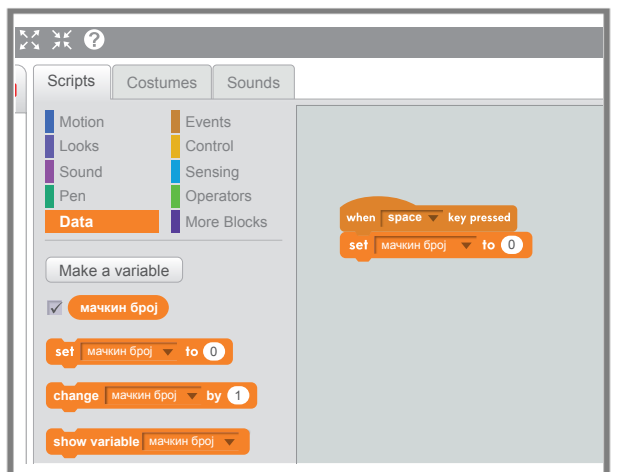 ?
Scripts Costumes Sounds
Motion Events
Looks Control
Sound Sensing
Pen Operators
Data More Blocks
Make a variable
мачкин број
set мачкин број to 0
change мачкин број by 1
show variable мачкин број
when space key pressed
set мачкин број to 0